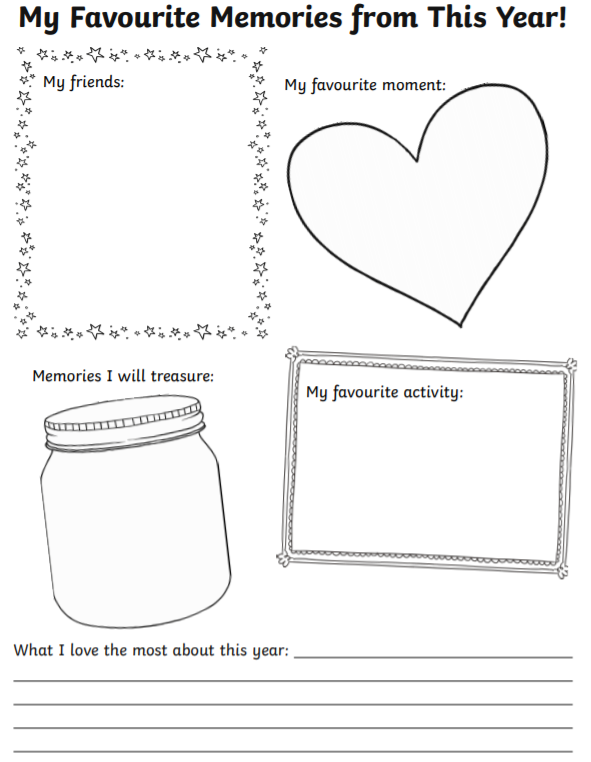 My Favourite Memories from This Year!
My friends:
My favourite moment:
Memories I will treasure:
My favourite activity:
What I love the most about this year: